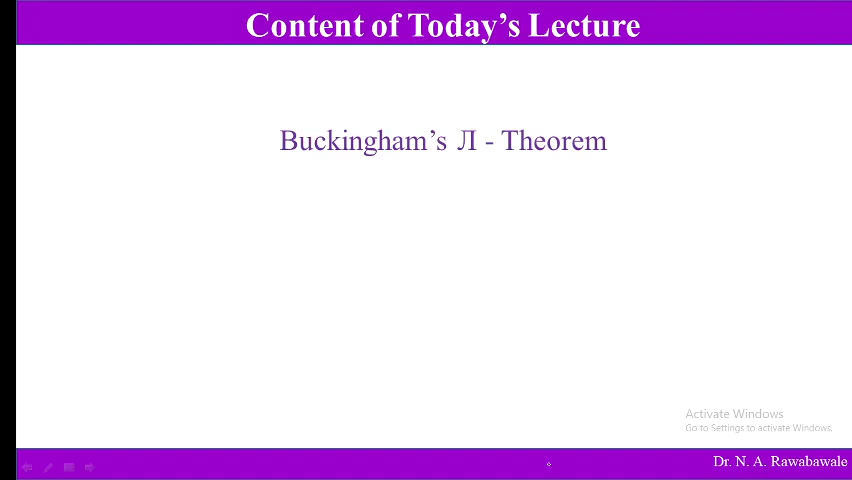 Content of Today’s Lecture
Buckingham’s Л - Theorem
Activate Windows
Go to Settings to activate Windows.
Dr. N. A. Rawabawale